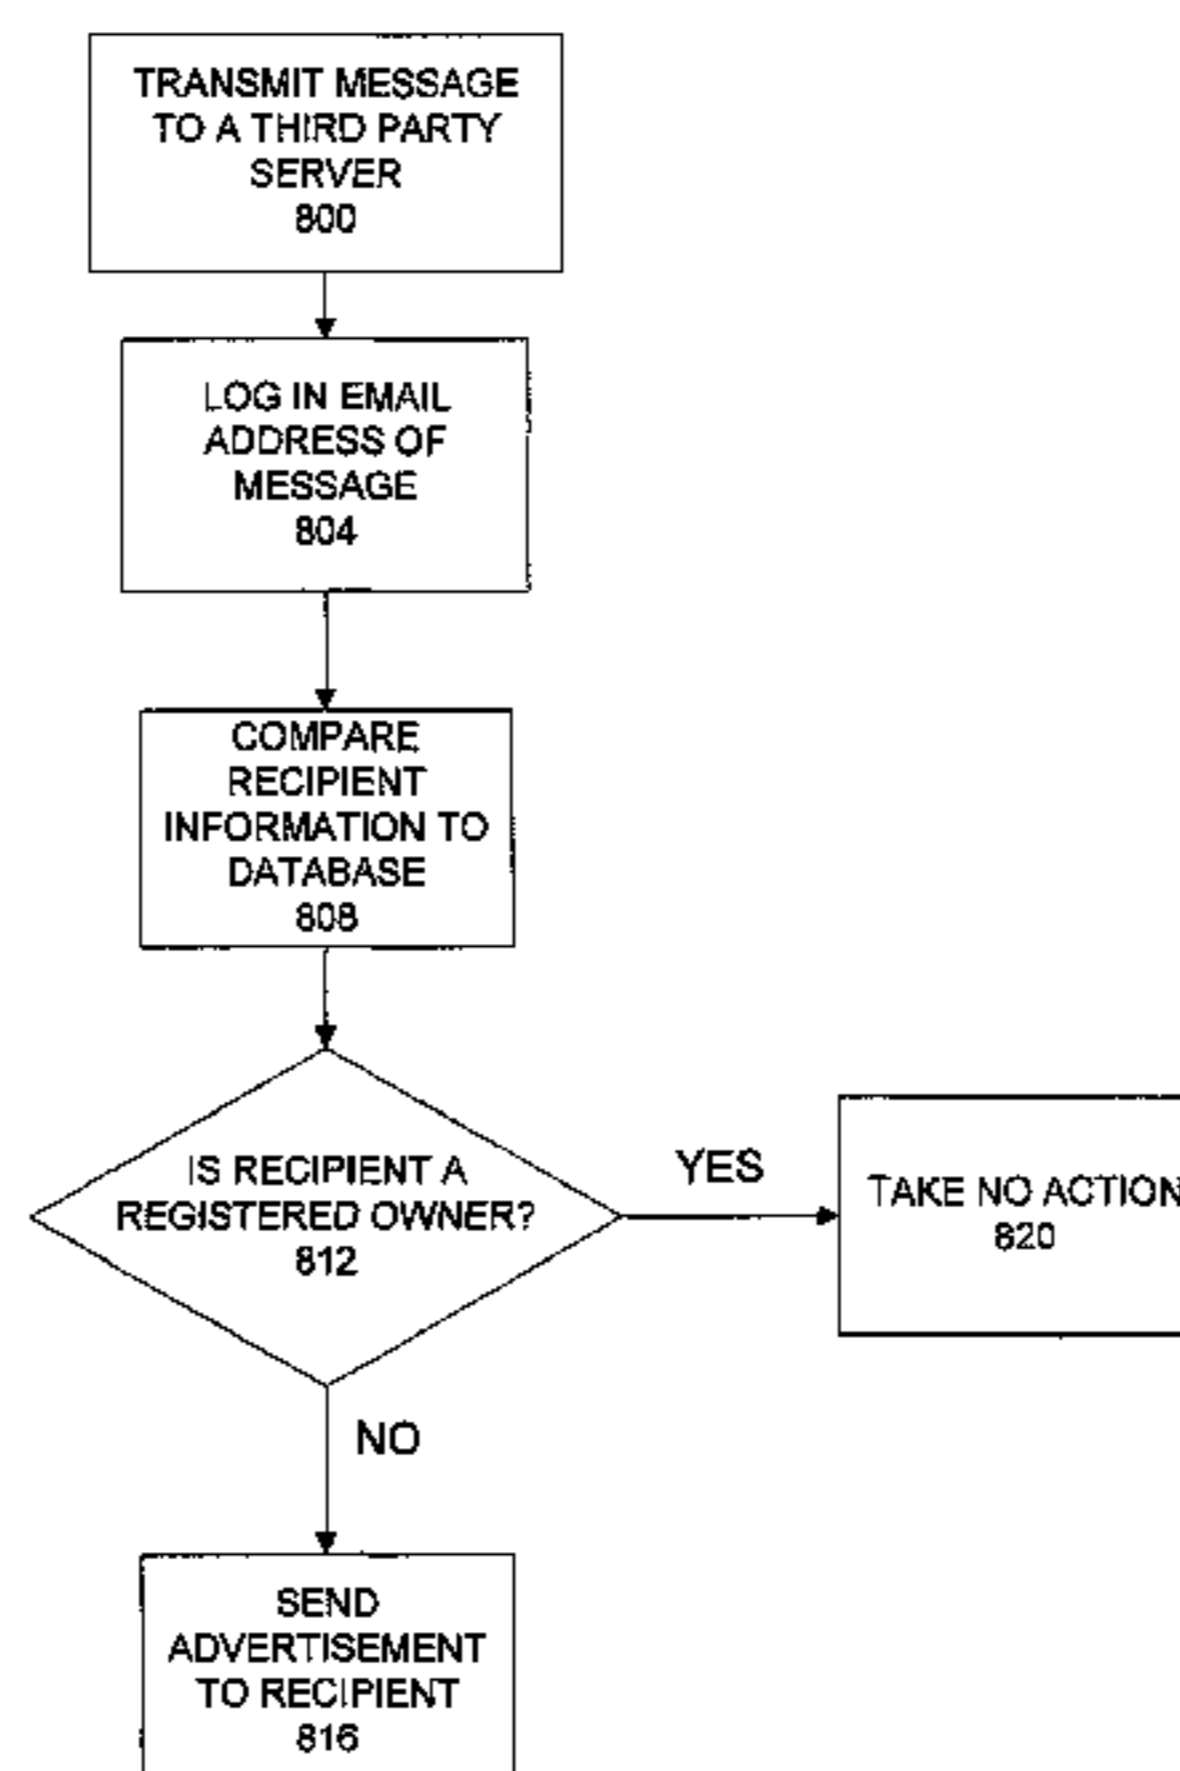 TRANSMIT MESSAGE
TO A THIRD PARTY
SERVER
800
LOG IN EMAIL
ADDRESS OF
MESSAGE
804
COMPARE
RECIPIENT
INFORMATION TO
DATABASE
808
IS RECIPIENT A
REGISTERED OWNER?
812
YES
TAKE NO ACTION
820
NO
SEND
ADVERTISEMENT
TO RECIPIENT
816